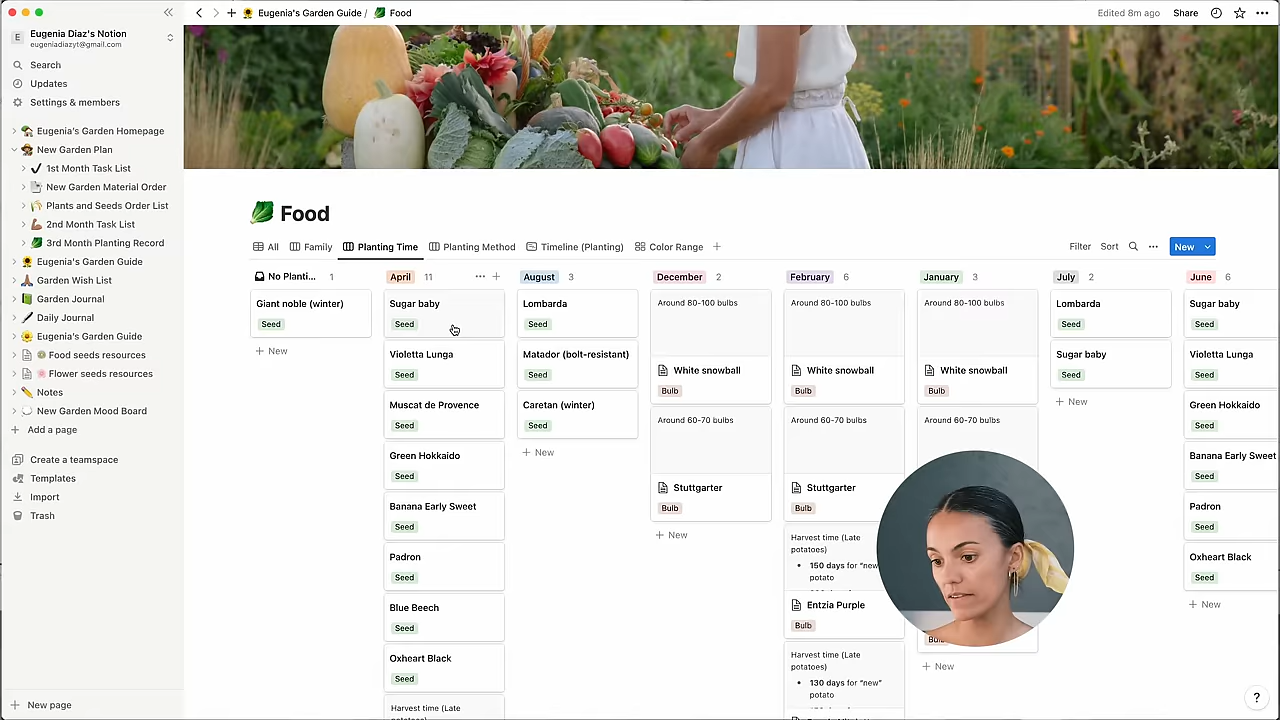 Eugenia's Garden Guide / Food
Edited 8m ago
Share
E
Eugenia Diaz's Notion
eugeniadiazyt@gmail.com
Search
Updates
Settings & members
Eugenia's Garden Homepage
New Garden Plan
1st Month Task List
New Garden Material Order
Plants and Seeds Order List
2nd Month Task List
3rd Month Planting Record
Eugenia's Garden Guide
Garden Wish List
Garden Journal
Daily Journal
Eugenia's Garden Guide
Food seeds resources
Flower seeds resources
Notes
New Garden Mood Board
Add a page
Create a teamspace
Templates
Import
Trash
New page
Food
All
Family
Planting Time
Planting Method
Timeline (Planting)
Color Range
Filter
Sort
New
No Planti... 1
Giant noble (winter)
Seed
New
April 11
Sugar baby
Seed
Violetta Lunga
Seed
Muscat de Provence
Seed
Green Hokkaido
Seed
Banana Early Sweet
Seed
Padron
Seed
Blue Beech
Seed
Oxheart Black
Seed
Harvest time (Late
August 3
Lombarda
Seed
Matador (bolt-resistant)
Seed
Caretan (winter)
Seed
New
December 2
Around 80-100 bulbs
White snowball
Bulb
Around 60-70 bulbs
Stuttgarter
Bulb
New
February 6
Around 80-100 bulbs
White snowball
Bulb
Around 60-70 bulbs
Stuttgarter
Bulb
Harvest time (Late
potatoes)
150 days for "new"
potato
Entzia Purple
Bulb
Harvest time (Late
potatoes)
130 days for "new"
potato
January 3
Around 80-100 bulbs
White snowball
Bulb
Around 60-70 bulbs
Bulb
New
July 2
Lombarda
Seed
Sugar baby
Seed
New
June 6
Sugar baby
Seed
Violetta Lunga
Seed
Green Hokkaido
Seed
Banana Early Sweet
Seed
Padron
Seed
Oxheart Black
Seed
New
?